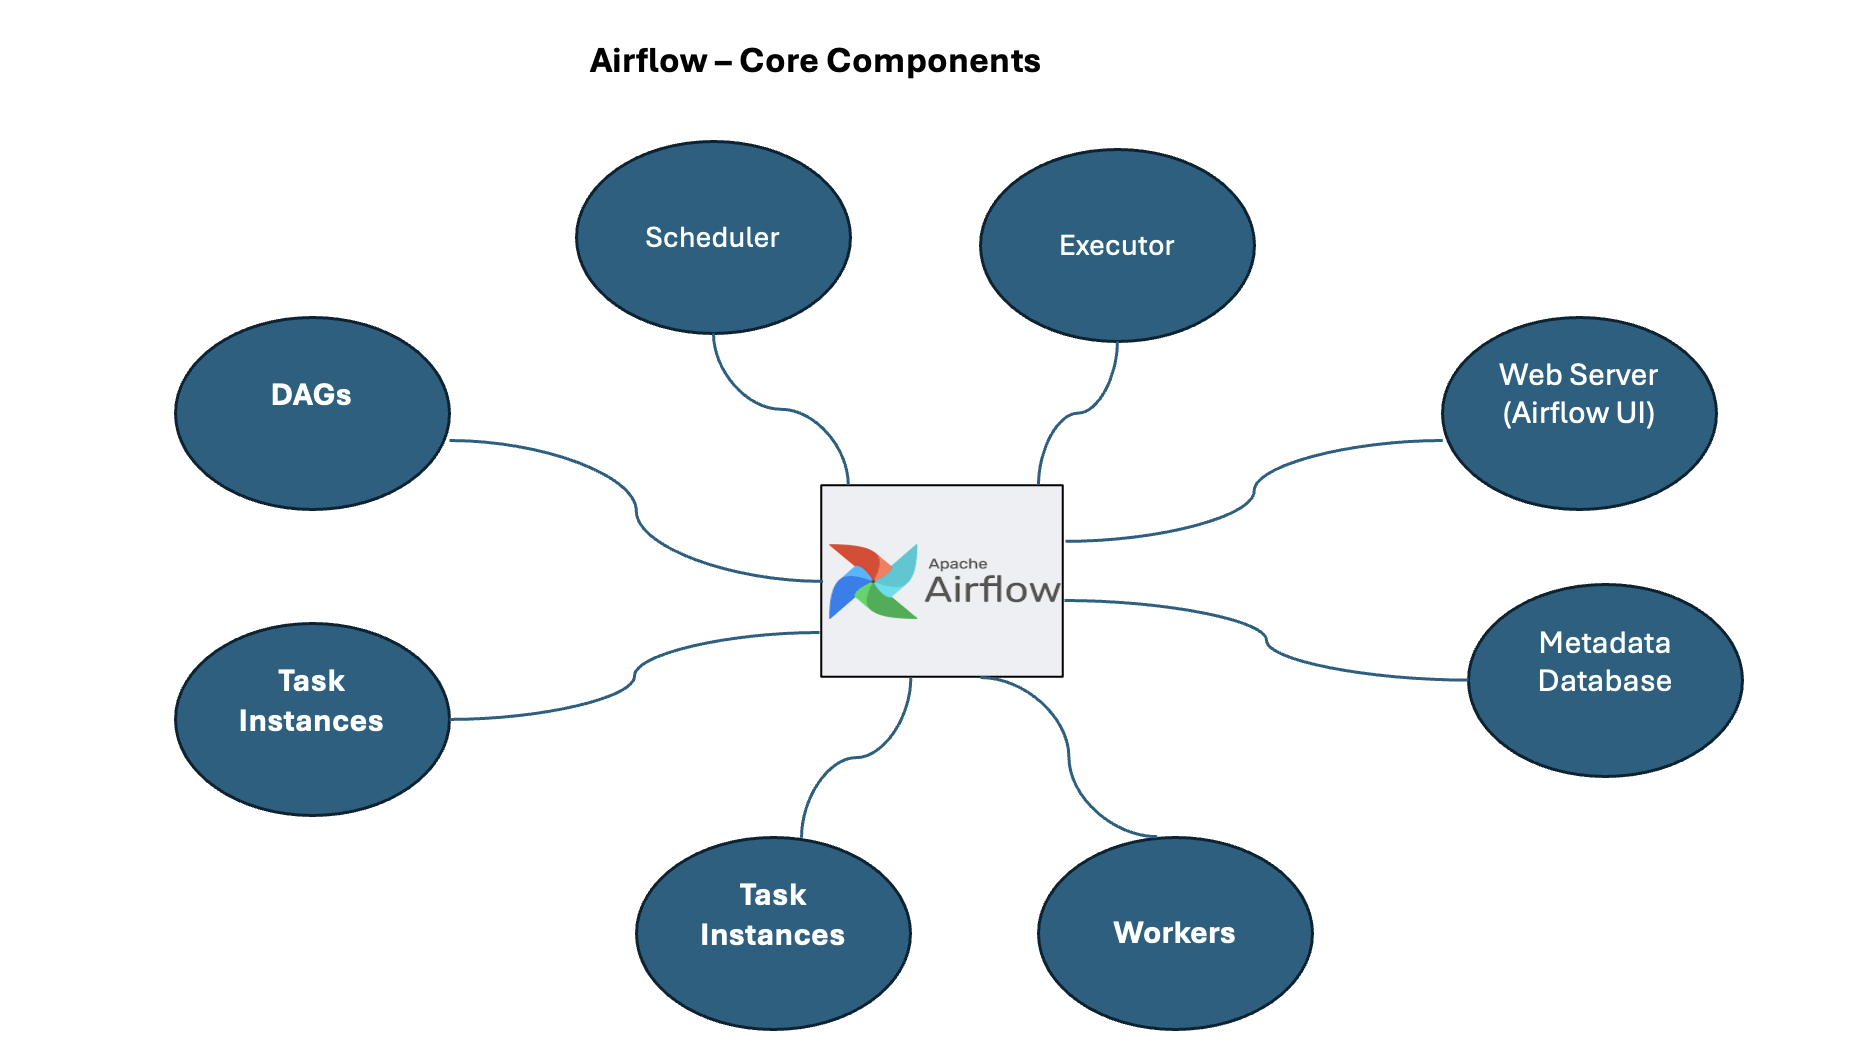 Airflow – Core Components
Scheduler
Executor
DAGs
Web Server
(Airflow UI)
Apache
Airflow
Task
Instances
Metadata
Database
Task
Instances
Workers